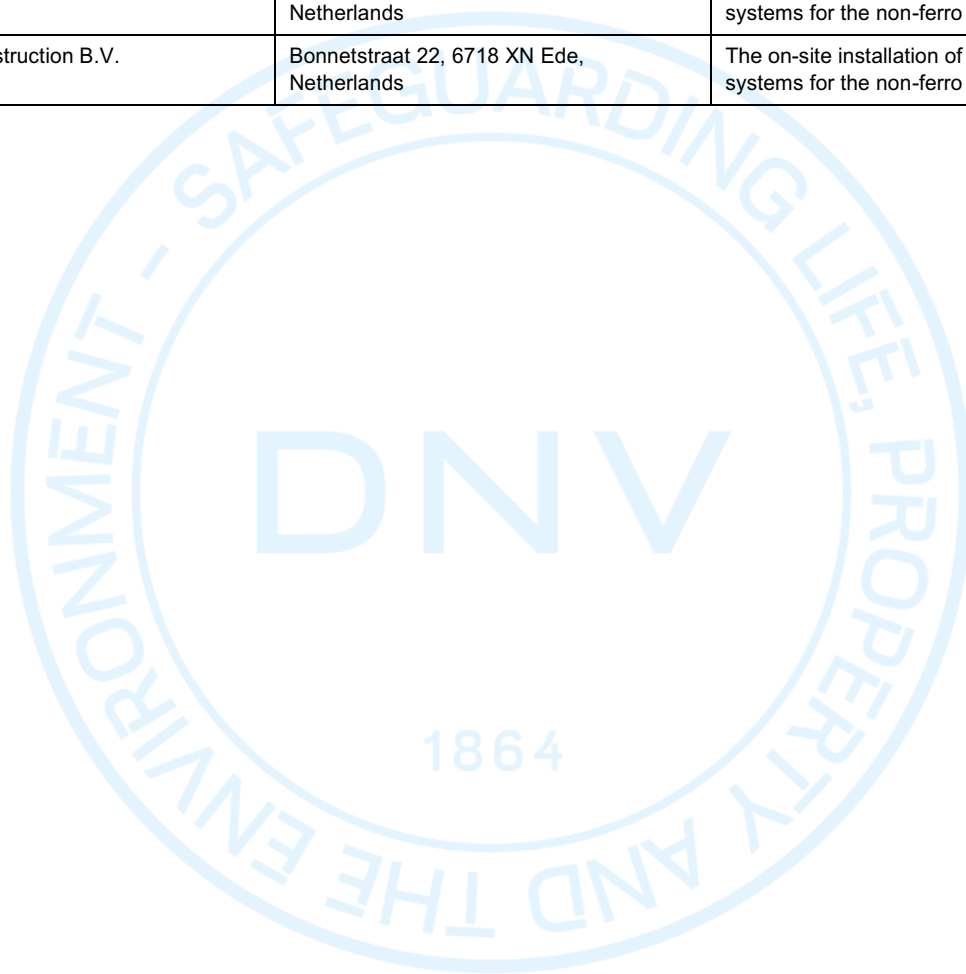 Netherlands
systems for the non-ferro
struction B.V.
Bonnetstraat 22, 6718 XN Ede,
Netherlands
The on-site installation of
systems for the non-ferro
SAFEGUARDING LIFE, PROPERTY AND THE ENVIRONMENT -
DNV
1864